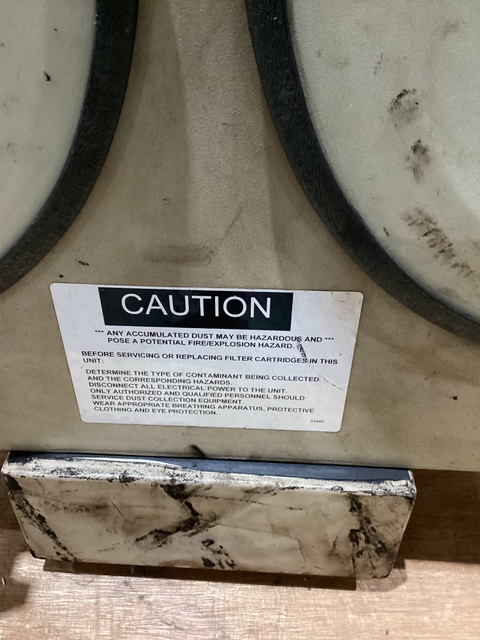 CAUTION
*** ANY ACCUMULATED DUST MAY BE HAZARDOUS AND ***
POSE A POTENTIAL FIRE/EXPLOSION HAZARD.
BEFORE SERVICING OR REPLACING FILTER CARTRIDGES IN THIS
UNIT:
DETERMINE THE TYPE OF CONTAMINANT BEING COLLECTED
AND THE CORRESPONDING HAZARDS.
DISCONNECT ALL ELECTRICAL POWER TO THE UNIT.
ONLY AUTHORIZED AND QUALIFIED PERSONNEL SHOULD
SERVICE DUST COLLECTION EQUIPMENT.
WEAR APPROPRIATE BREATHING APPARATUS, PROTECTIVE
CLOTHING AND EYE PROTECTION.